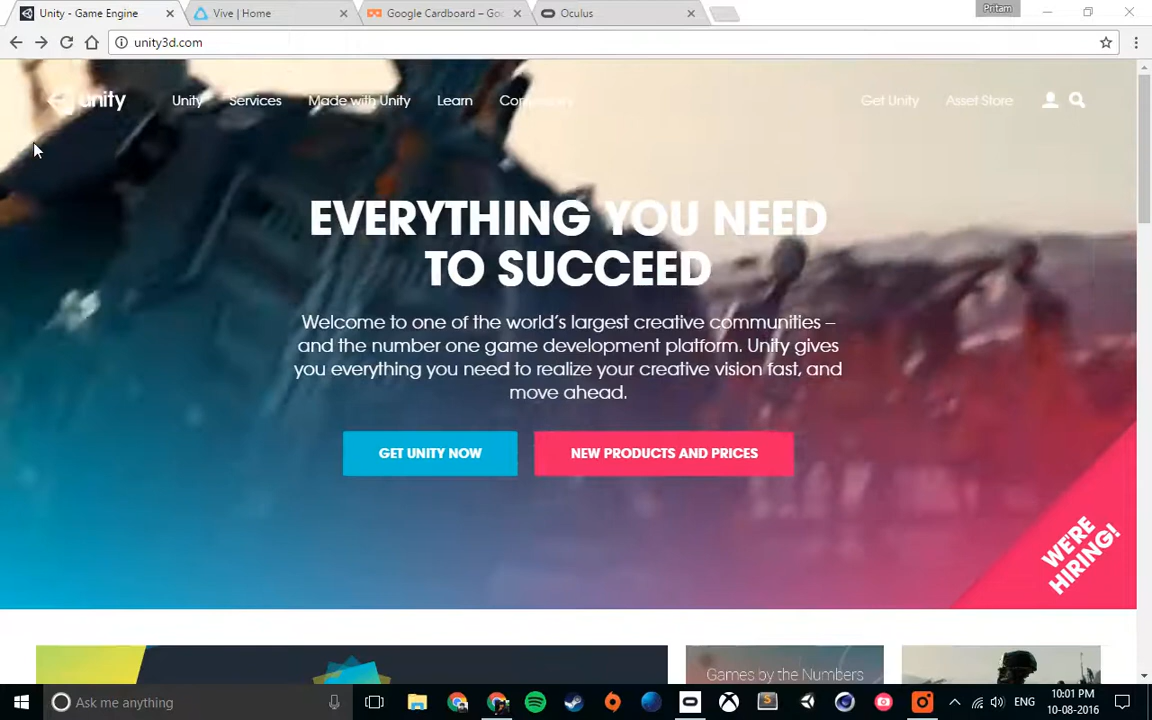 Unity - Game Engine
Vive | Home
Google Cardboard – Goo
Oculus
Pritam
unity3d.com
unity
Unity
Services
Made with Unity
Learn
Community
Get Unity
Asset Store
EVERYTHING YOU NEED
TO SUCCEED
Welcome to one of the world's largest creative communities –
and the number one game development platform. Unity gives
you everything you need to realize your creative vision fast, and
move ahead.
GET UNITY NOW
NEW PRODUCTS AND PRICES
WE'RE
HIRING!
Games by the Numbers
Ask me anything
ENG
10:01 PM
10-08-2016